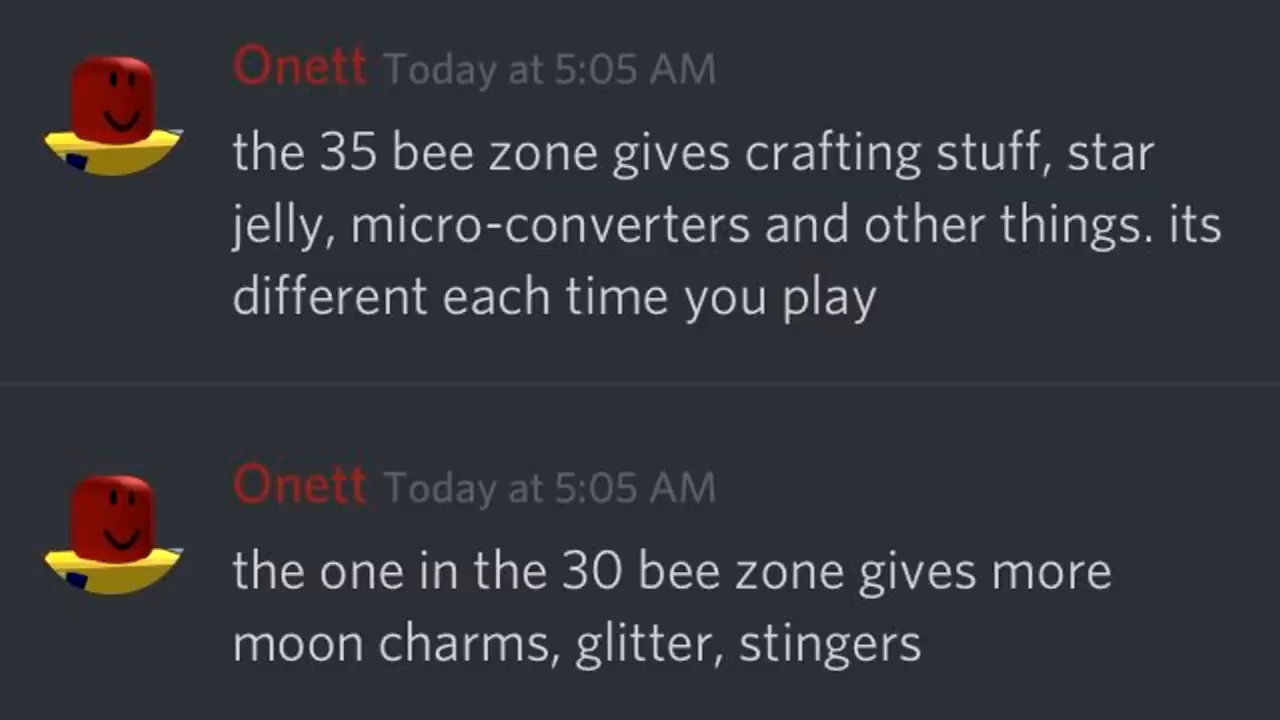 Onett Today at 5:05 AM
the 35 bee zone gives crafting stuff, star
jelly, micro-converters and other things. its
different each time you play
Onett Today at 5:05 AM
the one in the 30 bee zone gives more
moon charms, glitter, stingers